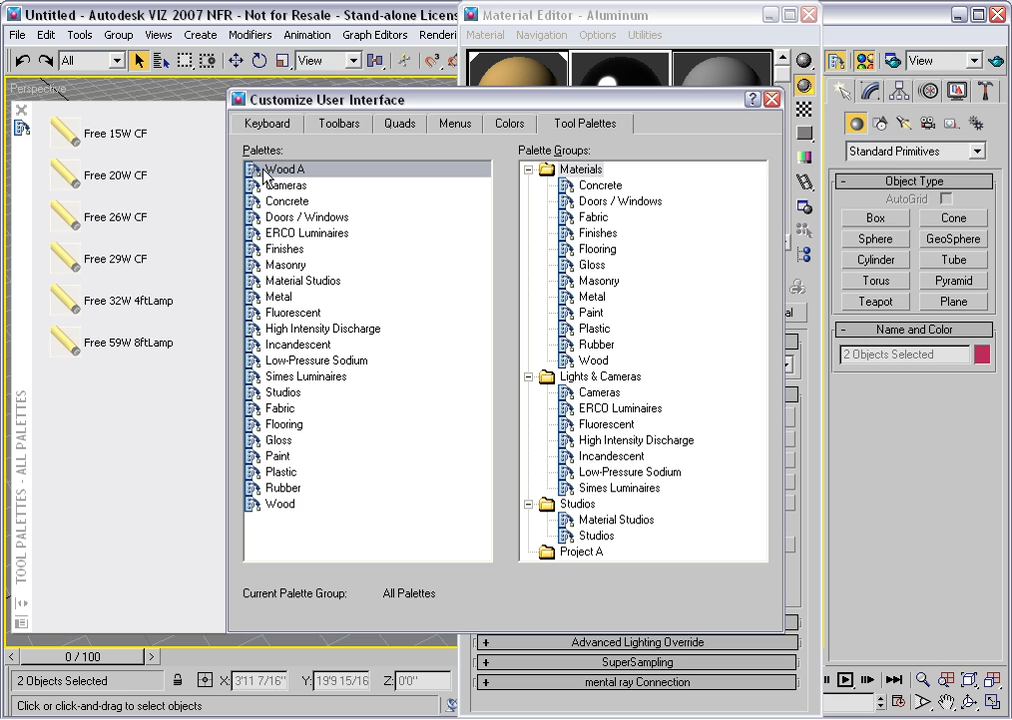 Untitled - Autodesk VIZ 2007 NFR - Not for Resale - Stand-alone Licens
Material Editor - Aluminum
File Edit Tools Group Views Create Modifiers Animation Graph Editors Renderi
Material Navigation Options Utilities
All
View
View
Perspective
Customize User Interface
Keyboard Toolbars Quads Menus Colors Tool Palettes
Palettes:
Wood A
Cameras
Concrete
Doors / Windows
ERCO Luminaires
Finishes
Masonry
Material Studios
Metal
Fluorescent
High Intensity Discharge
Incandescent
Low-Pressure Sodium
Simes Luminaires
Studios
Fabric
Flooring
Gloss
Paint
Plastic
Rubber
Wood
Palette Groups:
Materials
Concrete
Doors / Windows
Fabric
Finishes
Flooring
Gloss
Masonry
Metal
Paint
Plastic
Rubber
Wood
Lights & Cameras
Cameras
ERCO Luminaires
Fluorescent
High Intensity Discharge
Incandescent
Low-Pressure Sodium
Simes Luminaires
Studios
Material Studios
Studios
Project A
Current Palette Group: All Palettes
Free 15W CF
Free 20W CF
Free 26W CF
Free 29W CF
Free 32W 4ftLamp
Free 59W 8ftLamp
TOOL PALETTES - ALL PALETTES
Standard Primitives
Object Type
AutoGrid
Box Cone
Sphere GeoSphere
Cylinder Tube
Torus Pyramid
Teapot Plane
Name and Color
2 Objects Selected
al
Advanced Lighting Override
SuperSampling
mental ray Connection
0 / 100
2 Objects Selected
X: 3'11 7/16" Y: 19'9 15/16 Z: 0'0"
Click or click-and-drag to select objects